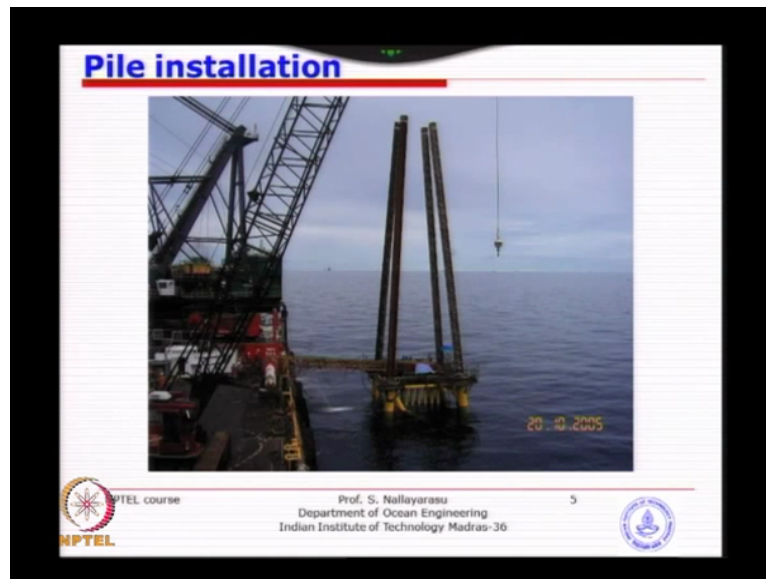 Pile installation
20.10.2005
PTEL course
Prof. S. Nallayarasu
5
Department of Ocean Engineering
Indian Institute of Technology Madras-36
NPTEL